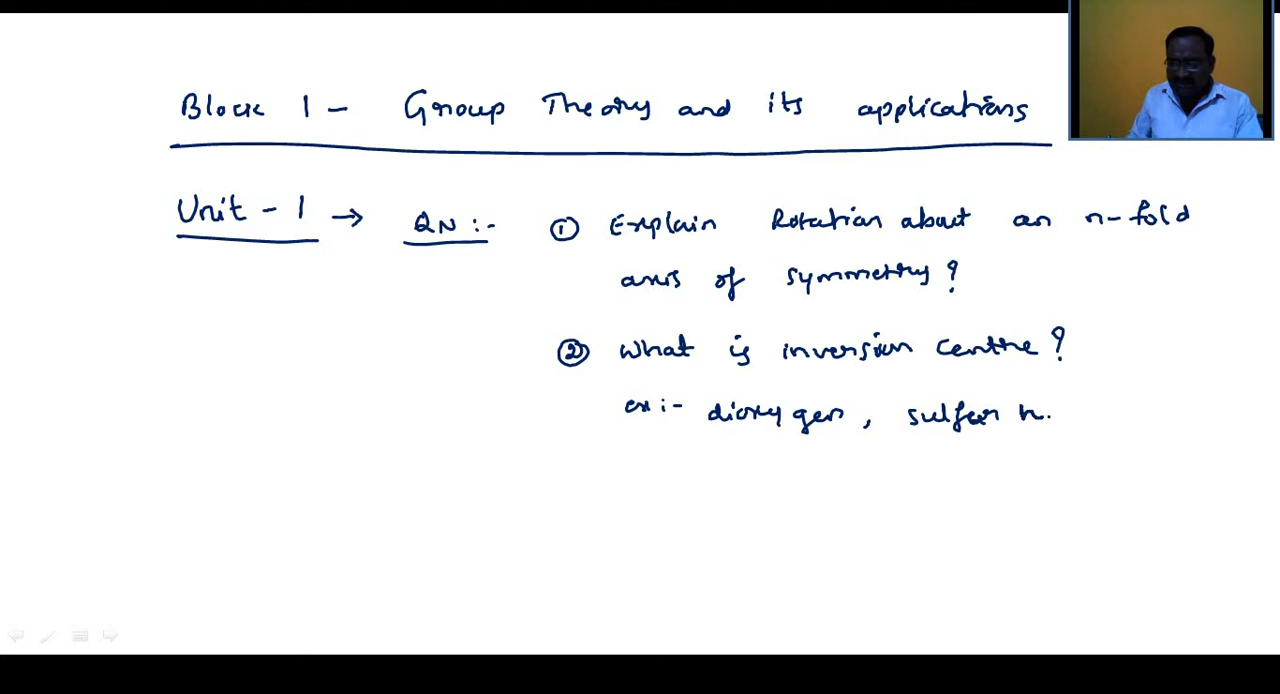 Block 1 - Group Theory and its applications
Unit - 1 → QN :- ① Explain Rotation about an n-fold
axis of symmetry?
② What is inversion centre?
ex :- dioxygen, sulfur h.